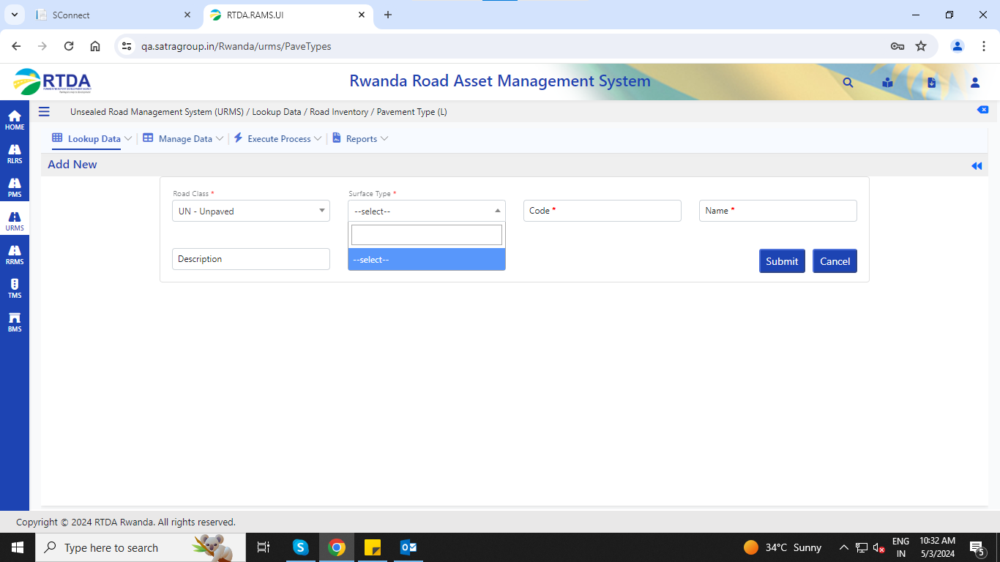 SConnect
RTDA.RAMS.UI
qa.satragroup.in/Rwanda/urms/PaveTypes
RTDA
Rwanda Road Asset Management System
HOME
RLRS
PMS
URMS
RRMS
TMS
BMS
Unsealed Road Management System (URMS) / Lookup Data / Road Inventory / Pavement Type (L)
Lookup Data
Manage Data
Execute Process
Reports
Add New
Road Class *
UN - Unpaved
Surface Type *
--select--
--select--
Code *
Name *
Description
Submit
Cancel
Copyright © 2024 RTDA Rwanda. All rights reserved.
Type here to search
34°C Sunny
ENG
IN
10:32 AM
5/3/2024
5